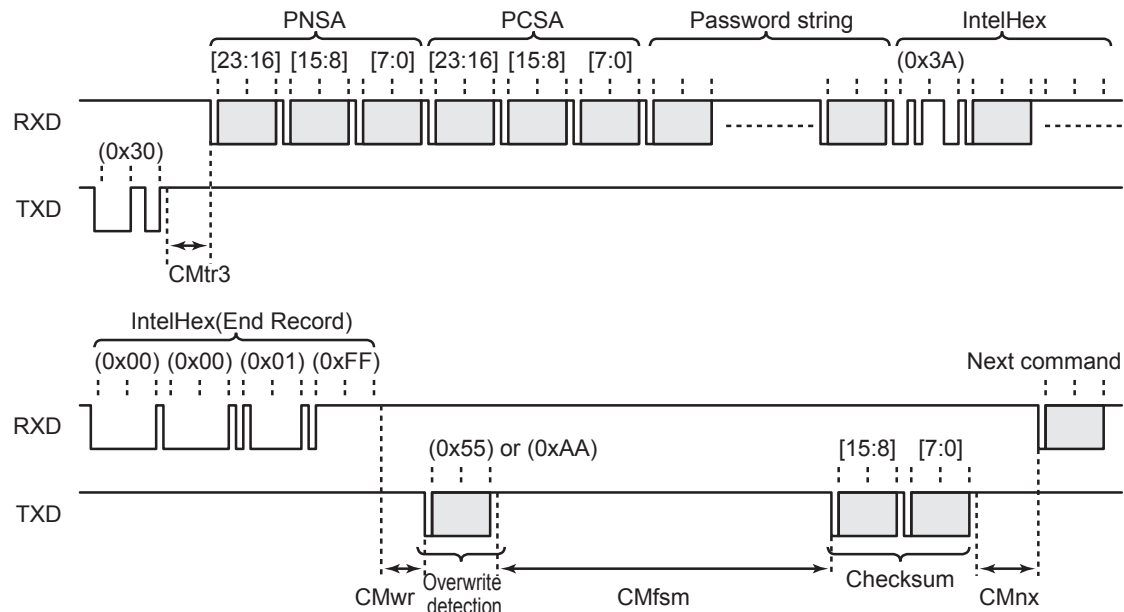 PNSA PCSA Password string IntelHex
[23:16] [15:8] [7:0] [23:16] [15:8] [7:0] (0x3A)
RXD
(0x30)
TXD
CMtr3
IntelHex(End Record)
(0x00) (0x00) (0x01) (0xFF) Next command
RXD
(0x55) or (0xAA) [15:8] [7:0]
TXD
CMwr Overwrite detection CMfsm Checksum CMnx